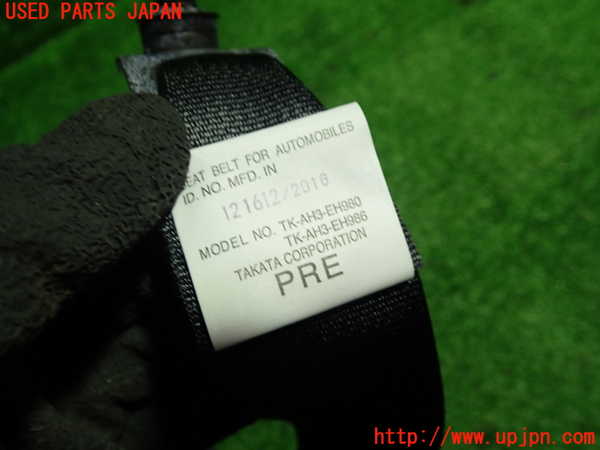 USED PARTS JAPAN
SEAT BELT FOR AUTOMOBILES
ID. NO. MFD. IN
121612/2016
MODEL NO. TK-AH3-EH980
TK-AH3-EH986
TAKATA CORPORATION
PRE
http://www.upjpn.com/